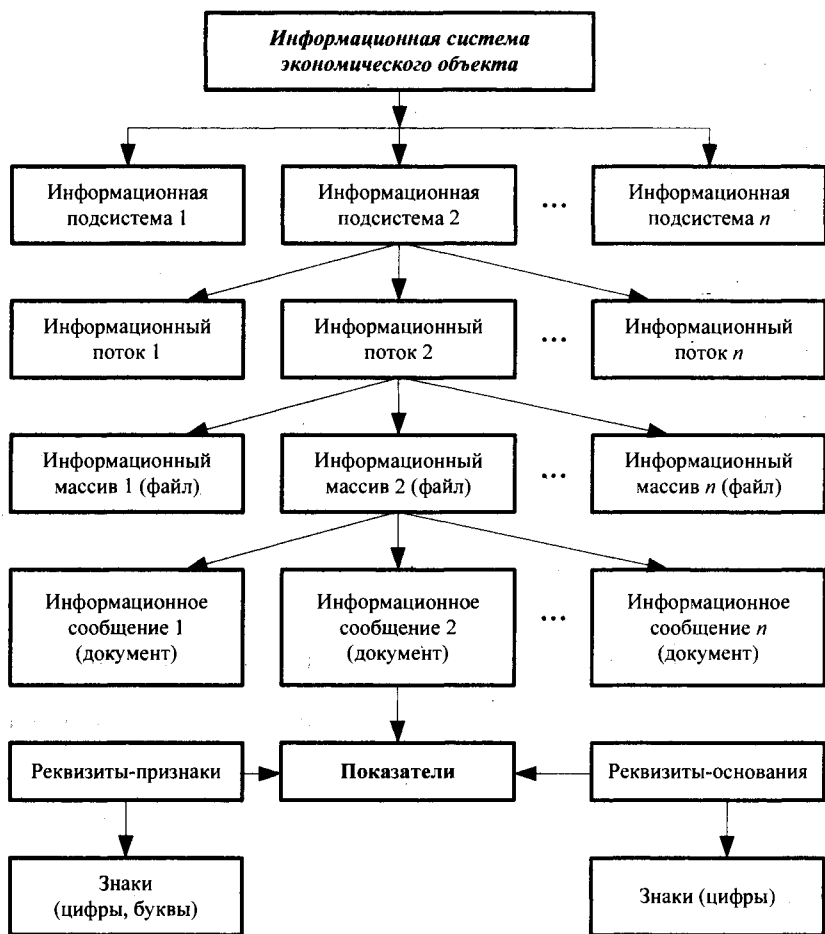 Информационная система
экономического объекта
Информационная
подсистема 1
Информационная
подсистема 2
...
Информационная
подсистема n
Информационный
поток 1
Информационный
поток 2
...
Информационный
поток n
Информационный
массив 1 (файл)
Информационный
массив 2 (файл)
...
Информационный
массив n (файл)
Информационное
сообщение 1
(документ)
Информационное
сообщение 2
(документ)
...
Информационное
сообщение n
(документ)
Реквизиты-признаки
Показатели
Реквизиты-основания
Знаки
(цифры, буквы)
Знаки (цифры)